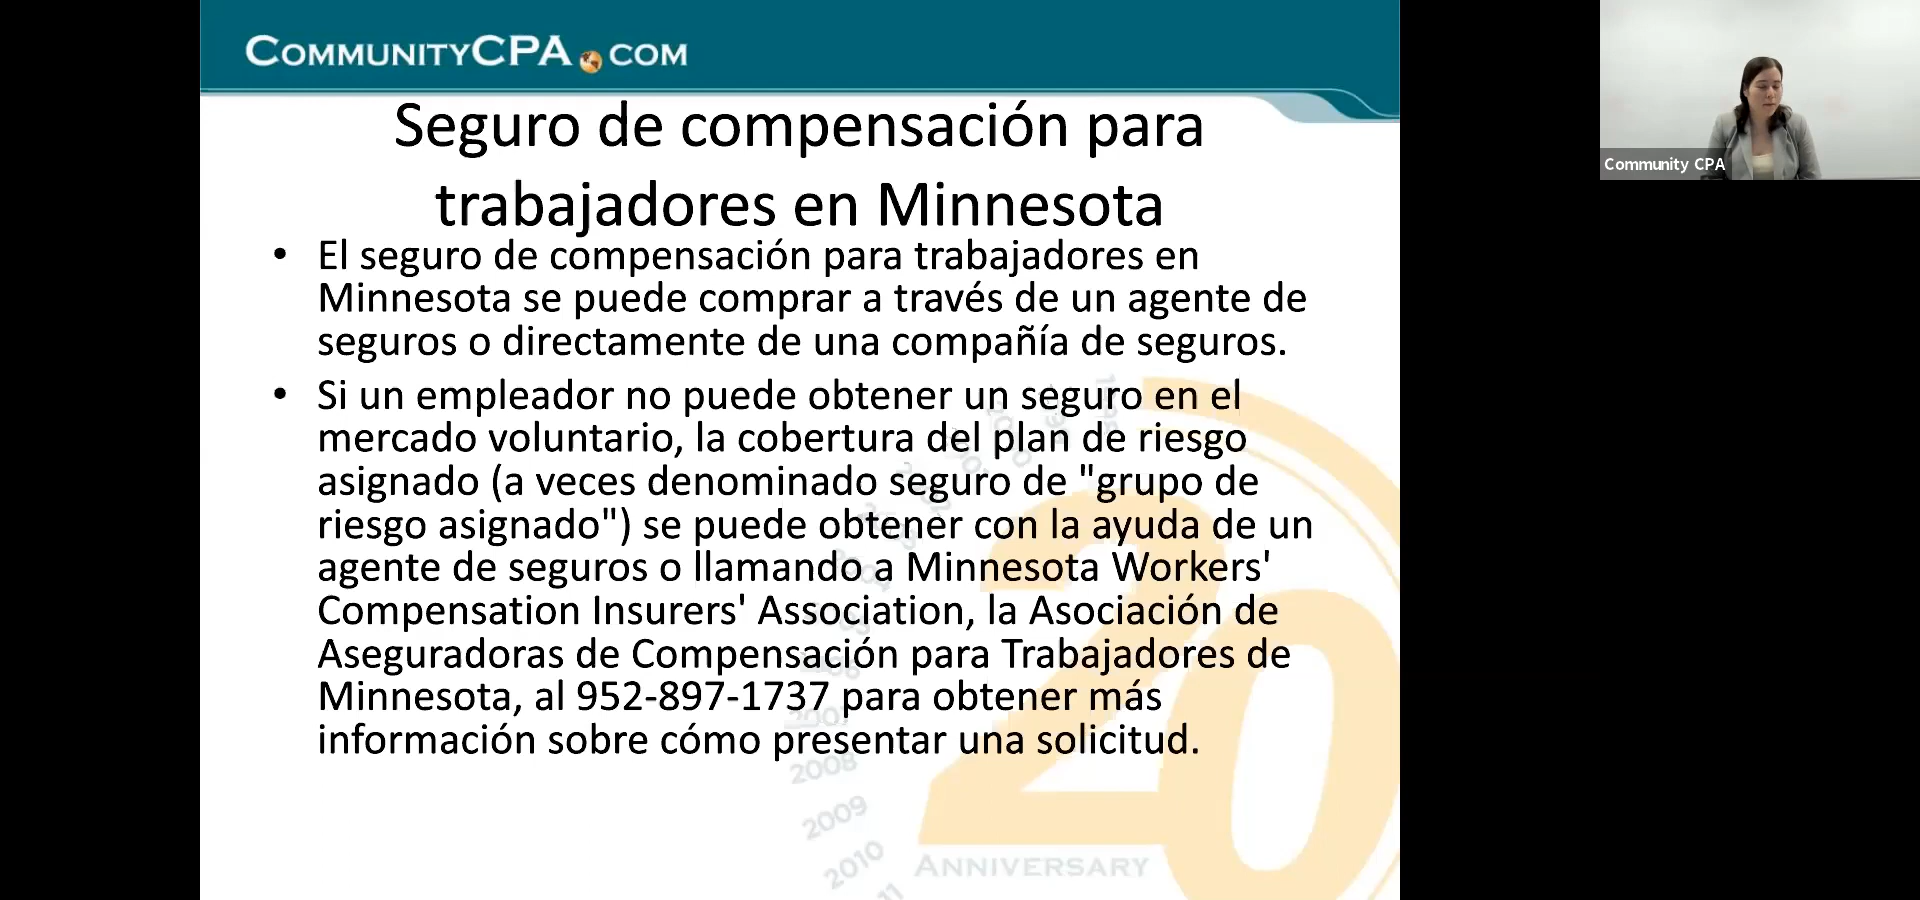 COMMUNITYCPA.COM
Seguro de compensación para
trabajadores en Minnesota
• El seguro de compensación para trabajadores en
Minnesota se puede comprar a través de un agente de
seguros o directamente de una compañía de seguros.
• Si un empleador no puede obtener un seguro en el
mercado voluntario, la cobertura del plan de riesgo
asignado (a veces denominado seguro de "grupo de
riesgo asignado") se puede obtener con la ayuda de un
agente de seguros o llamando a Minnesota Workers'
Compensation Insurers' Association, la Asociación de
Aseguradoras de Compensación para Trabajadores de
Minnesota, al 952-897-1737 para obtener más
información sobre cómo presentar una solicitud.
2008
2009
2010
20
ANNIVERSARY
Community CPA